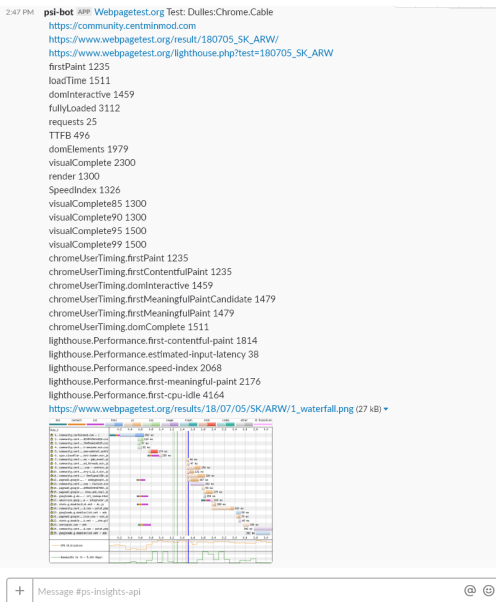 2:47 PM psi-bot APP Webpagetest.org Test: Dulles:Chrome.Cable
https://community.centminmod.com
https://www.webpagetest.org/result/180705_SK_ARW/
https://www.webpagetest.org/lighthouse.php?test=180705_SK_ARW
firstPaint 1235
loadTime 1511
domInteractive 1459
fullyLoaded 3112
requests 25
TTFB 496
domElements 1979
visualComplete 2300
render 1300
SpeedIndex 1326
visualComplete85 1300
visualComplete90 1300
visualComplete95 1500
visualComplete99 1500
chromeUserTiming.firstPaint 1235
chromeUserTiming.firstContentfulPaint 1235
chromeUserTiming.domInteractive 1459
chromeUserTiming.firstMeaningfulPaintCandidate 1479
chromeUserTiming.firstMeaningfulPaint 1479
chromeUserTiming.domComplete 1511
lighthouse.Performance.first-contentful-paint 1814
lighthouse.Performance.estimated-input-latency 38
lighthouse.Performance.speed-index 2068
lighthouse.Performance.first-meaningful-paint 2176
lighthouse.Performance.first-cpu-idle 4164
https://www.webpagetest.org/results/18/07/05/SK/ARW/1_waterfall.png (27 kB)
Message #ps-insights-api